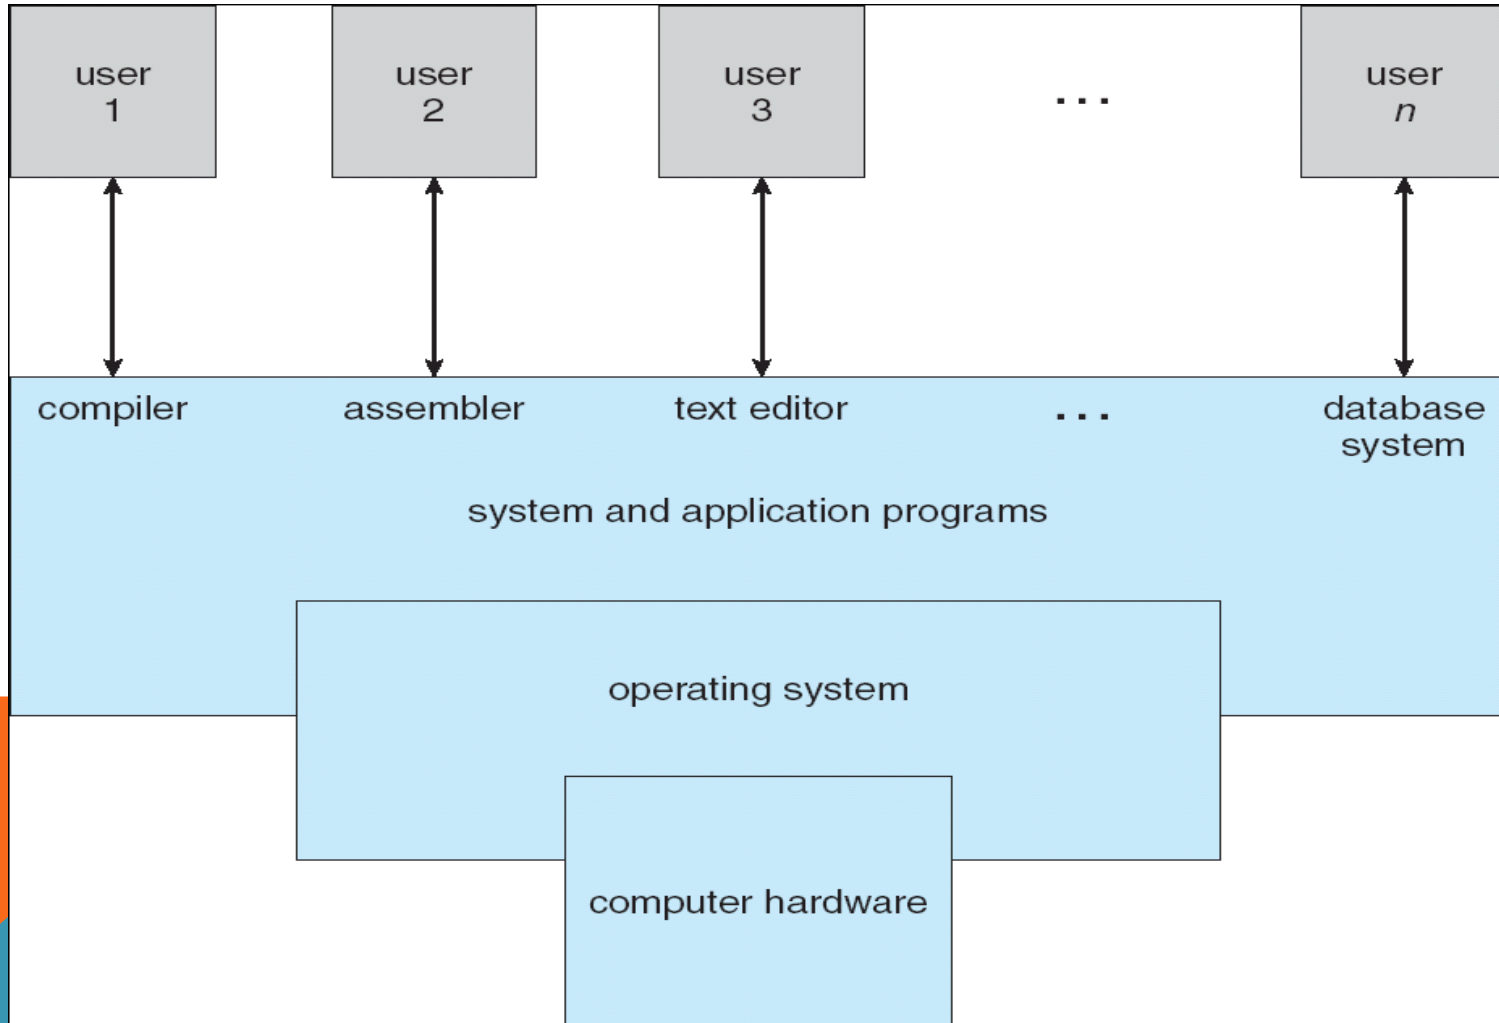 user
1
user
2
user
3
...
user
n
compiler
assembler
text editor
...
database
system
system and application programs
operating system
computer hardware